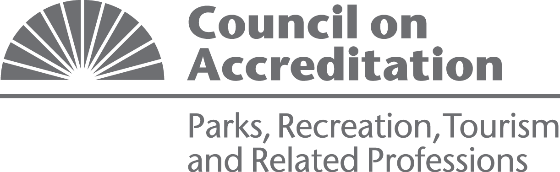 Council on
Accreditation
Parks, Recreation, Tourism
and Related Professions